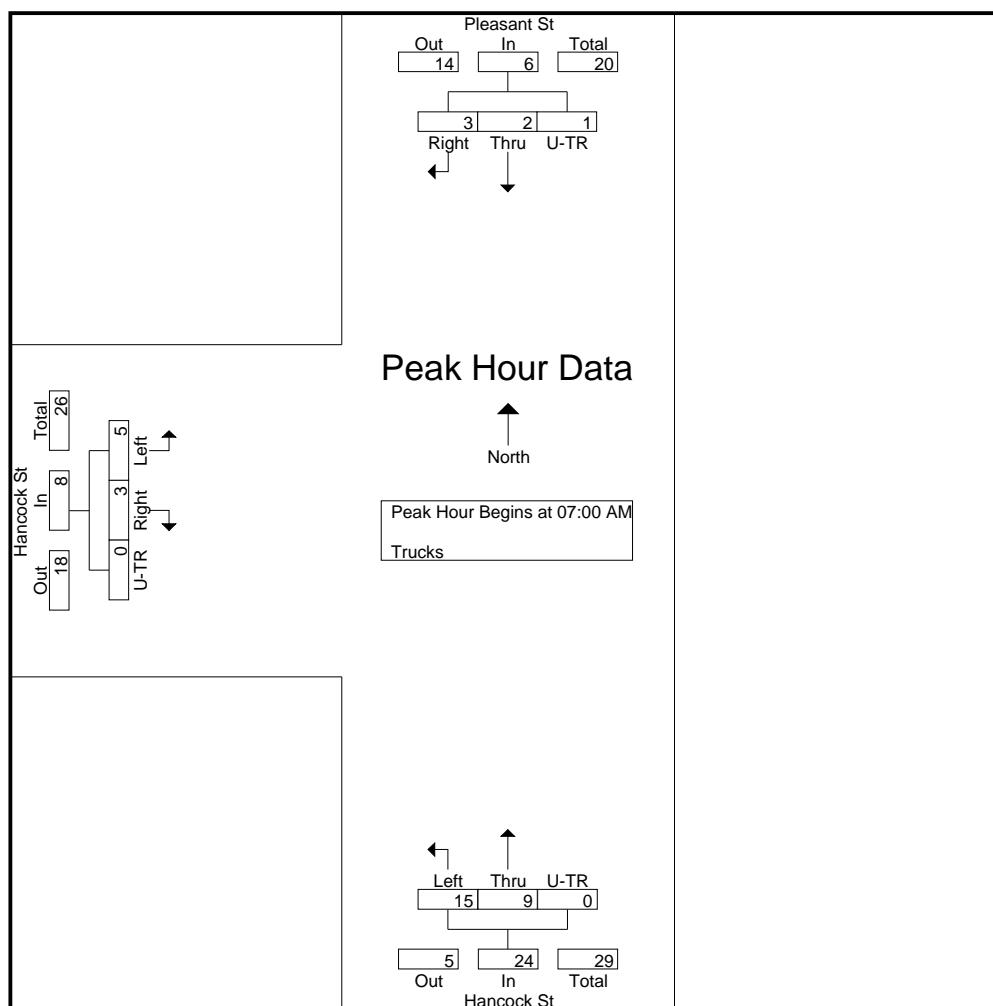 Pleasant St
Out In Total
14 6 20
3 2 1
Right Thru U-TR
Peak Hour Data
North
Peak Hour Begins at 07:00 AM
Trucks
Hancock St
Out In Total
18 8 26
0 3 5
U-TR Right Left
Left Thru U-TR
15 9 0
5 24 29
Out In Total
Hancock St